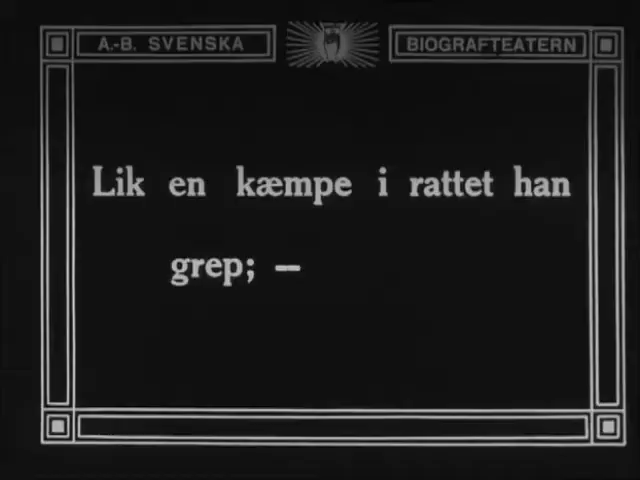 A.-B. SVENSKA BIOGRAFTEATERN
Lik en kæmpe i rattet han
grep; –